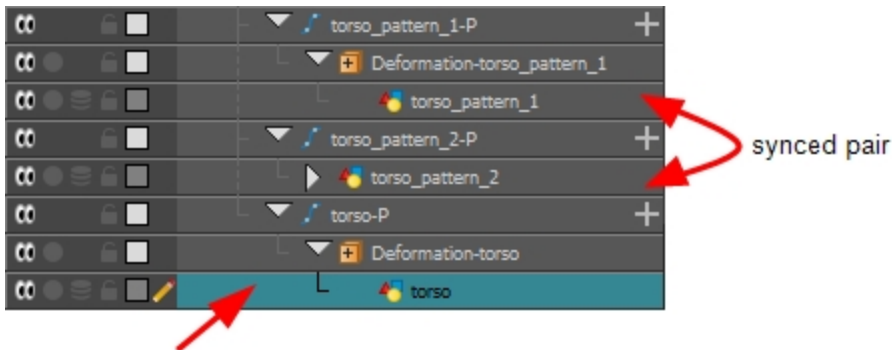 torso_pattern_1-P
Deformation-torso_pattern_1
torso_pattern_1
torso_pattern_2-P
synced pair
torso_pattern_2
torso-P
Deformation-torso
torso